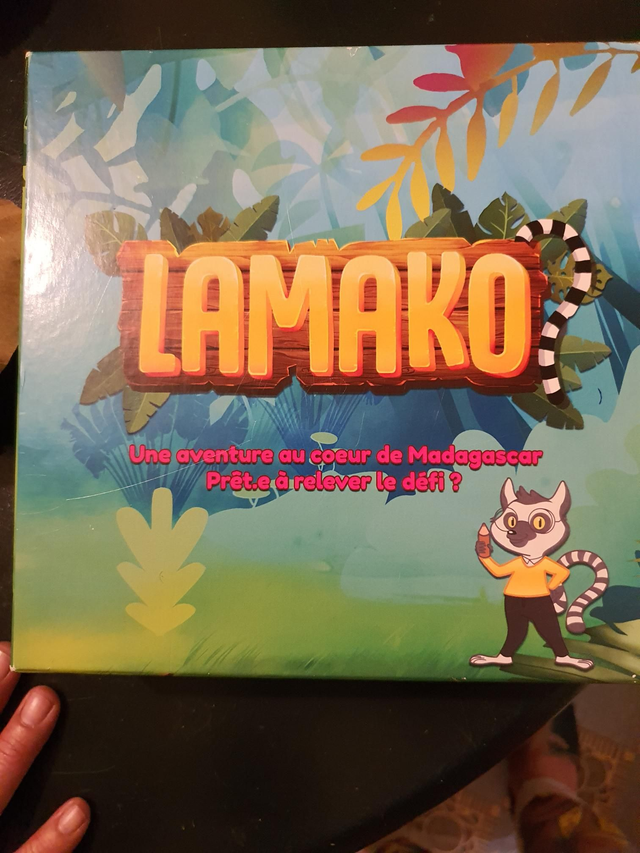 LAMAKO
Une aventure au coeur de Madagascar
Prêt.e à relever le défi ?